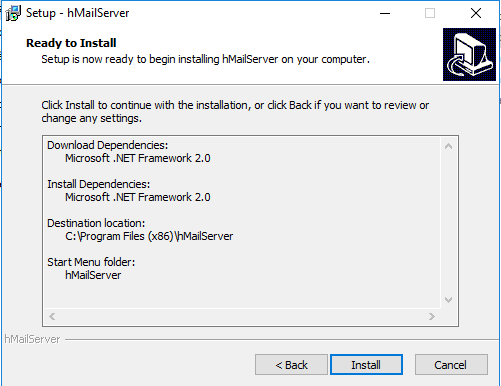 Setup - hMailServer
Ready to Install
Setup is now ready to begin installing hMailServer on your computer.
Click Install to continue with the installation, or click Back if you want to review or
change any settings.
Download Dependencies:
Microsoft .NET Framework 2.0
Install Dependencies:
Microsoft .NET Framework 2.0
Destination location:
C:\Program Files (x86)\hMailServer
Start Menu folder:
hMailServer
hMailServer
< Back
Install
Cancel